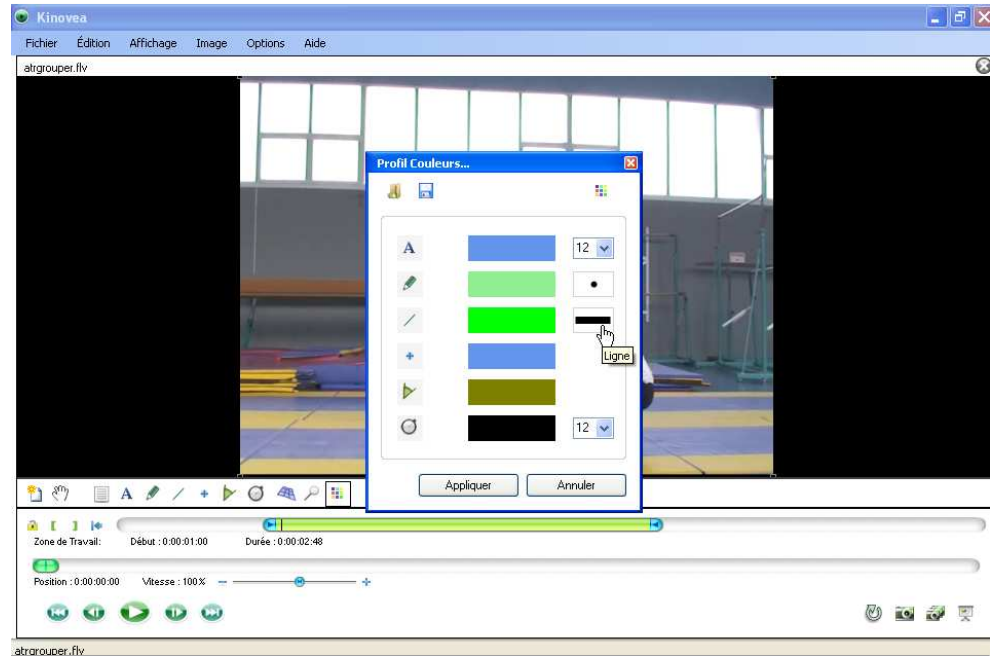 Kinovea
Fichier Édition Affichage Image Options Aide
atrgrouper.flv
Profil Couleurs...
A
12
Ligne
12
Appliquer Annuler
A
Zone de Travail: Début : 0:00:01:00 Durée : 0:00:02:48
Position : 0:00:00:00 Vitesse : 100%
atrgrouper.flv